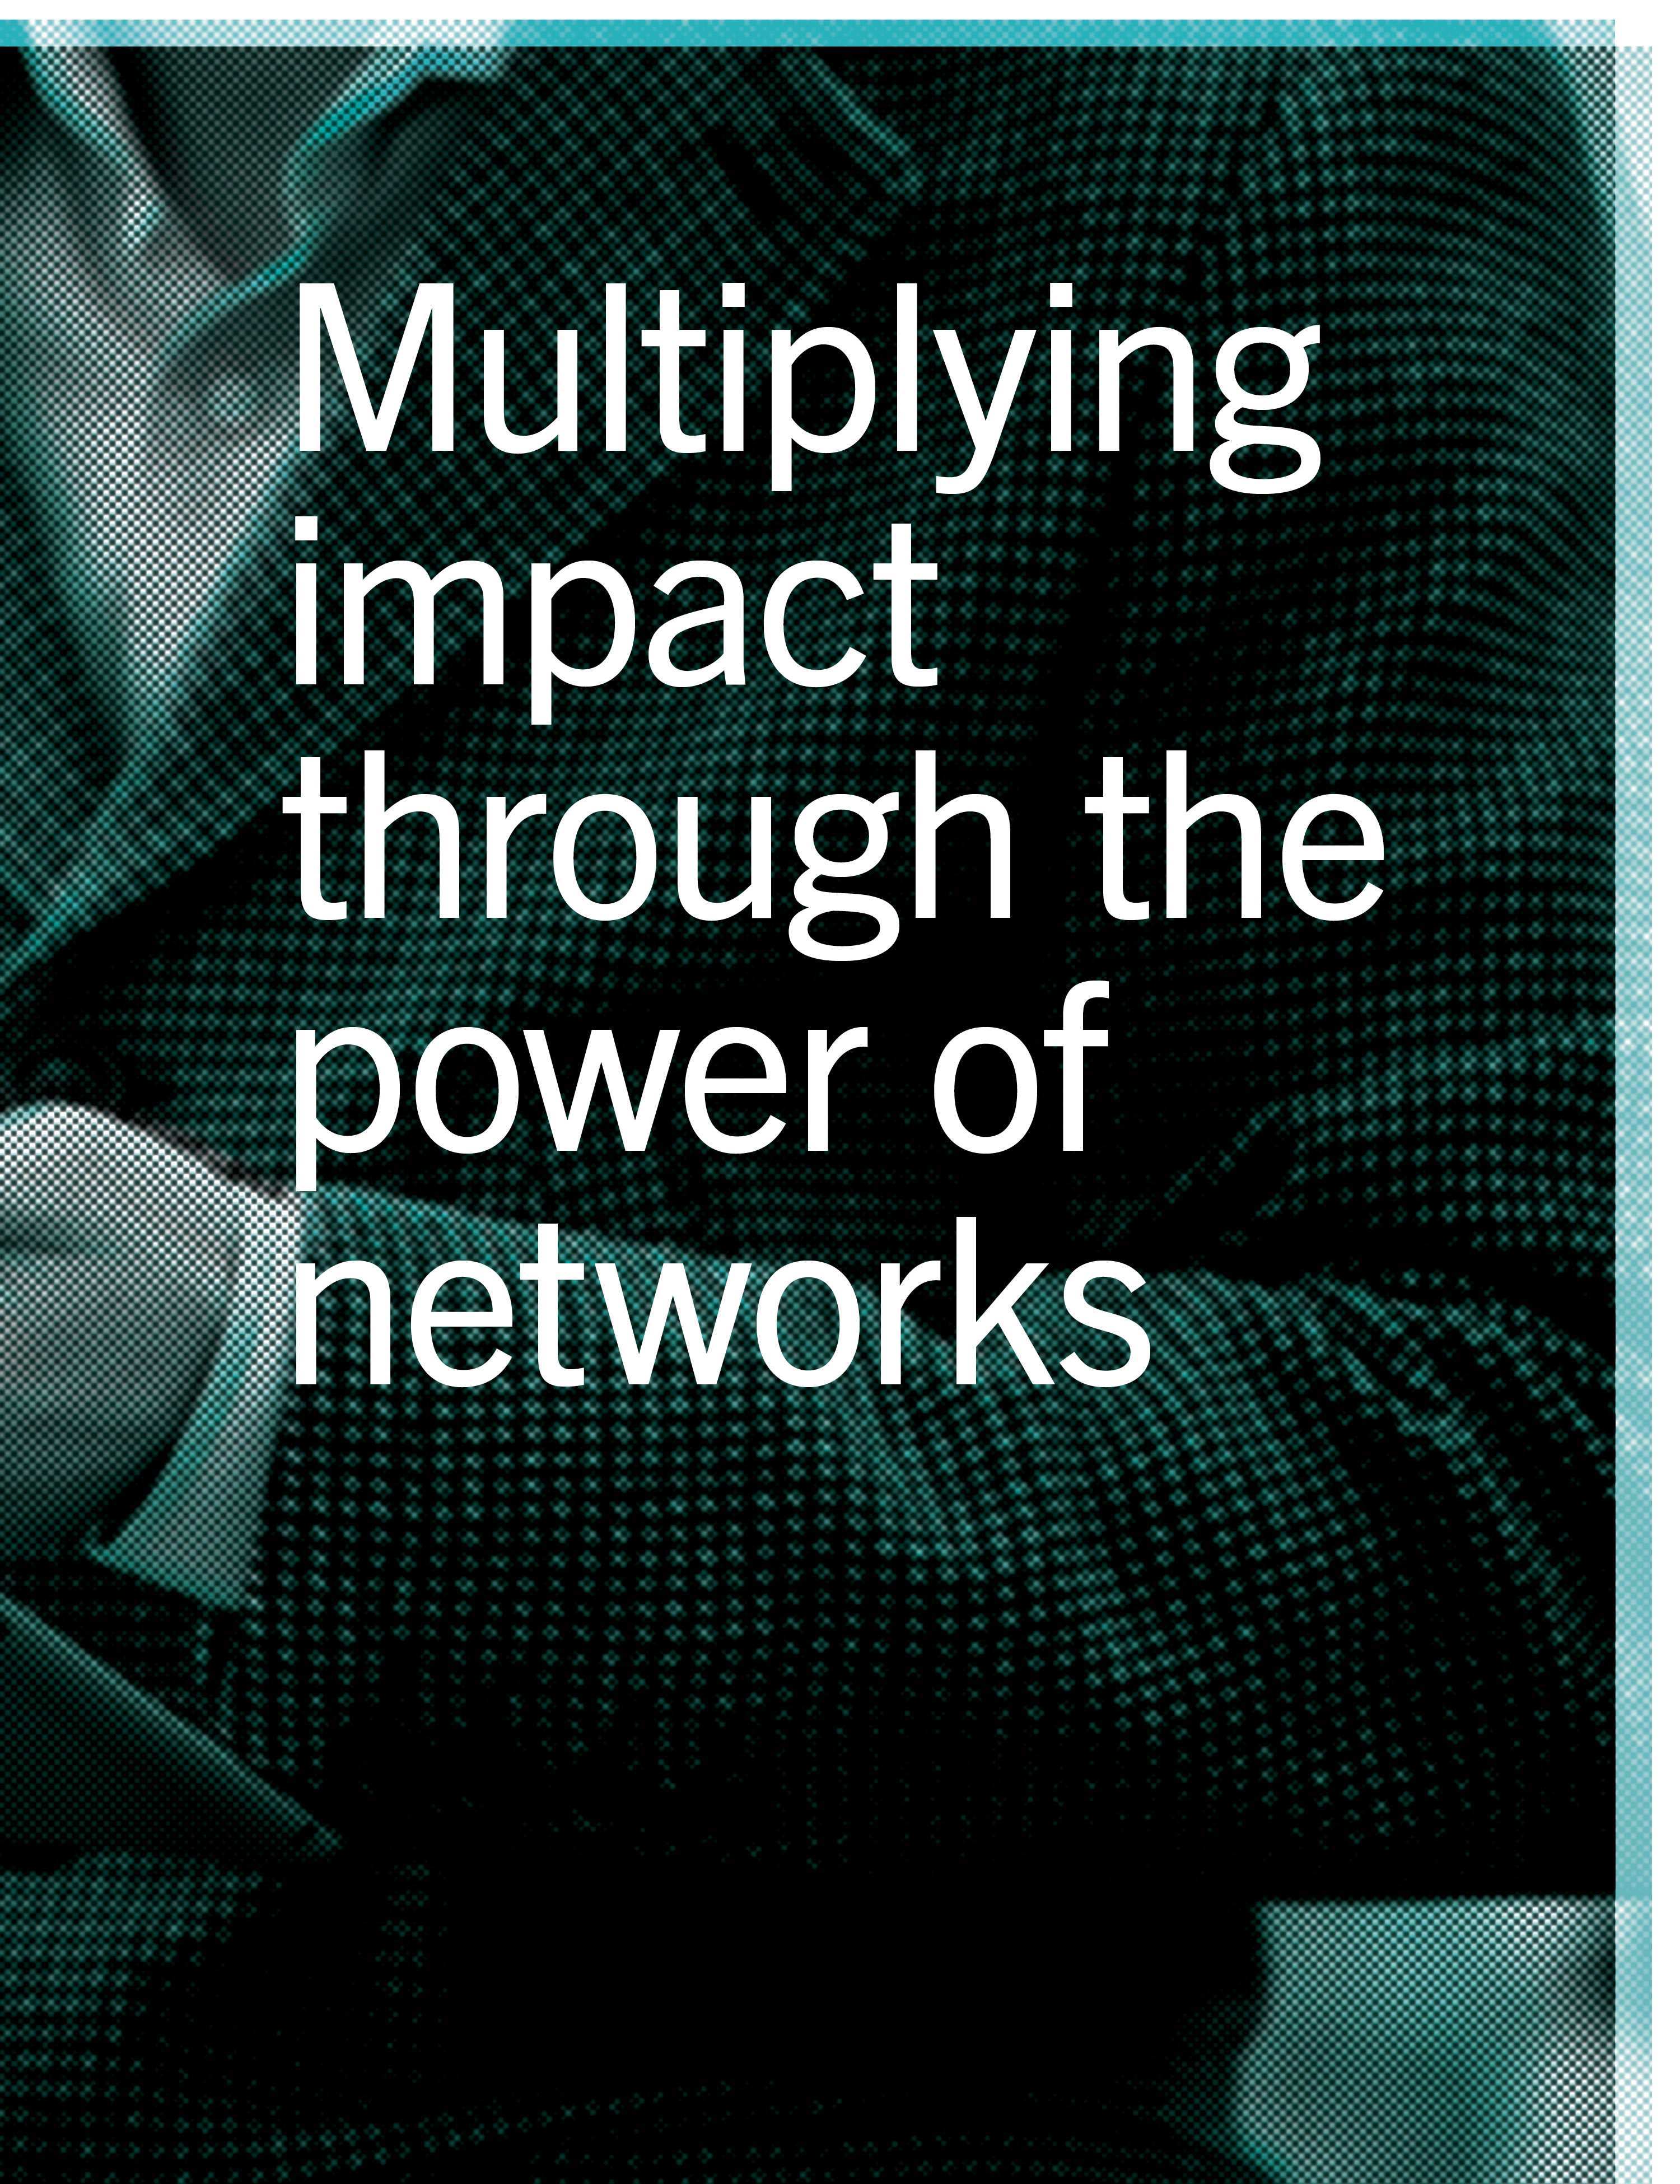 Multiplying
impact
through the
power of
networks